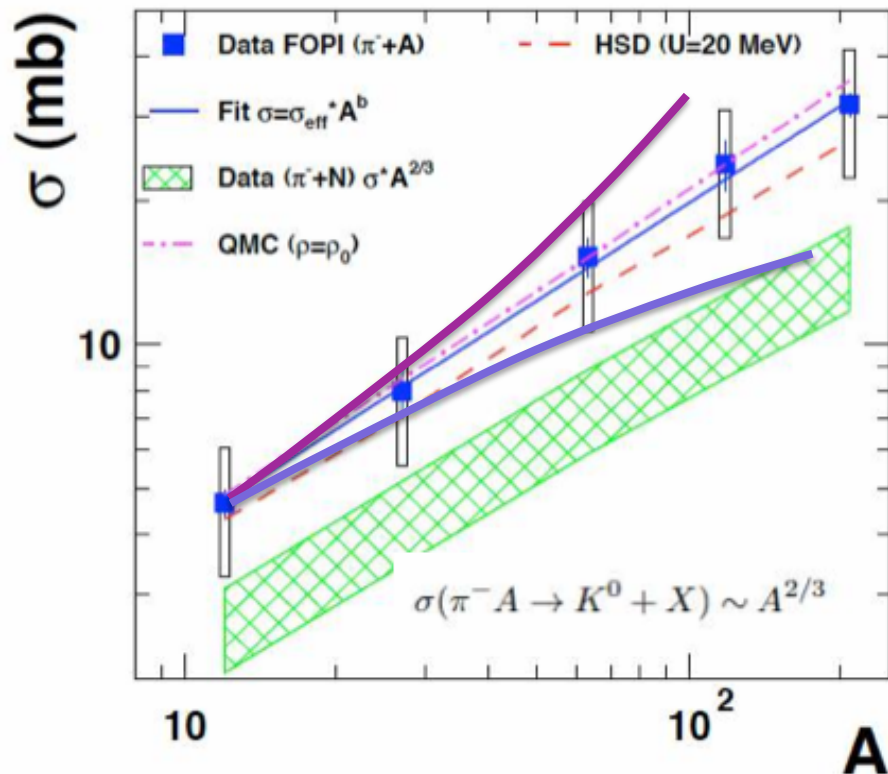 σ (mb)
Data FOPI (π⁻+A)
HSD (U=20 MeV)
Fit σ=σ_eff*A^b
Data (π⁻+N) σ*A^2/3
QMC (ρ=ρ₀)
10
σ(π⁻A → K⁰ + X) ∼ A^2/3
10
10²
A